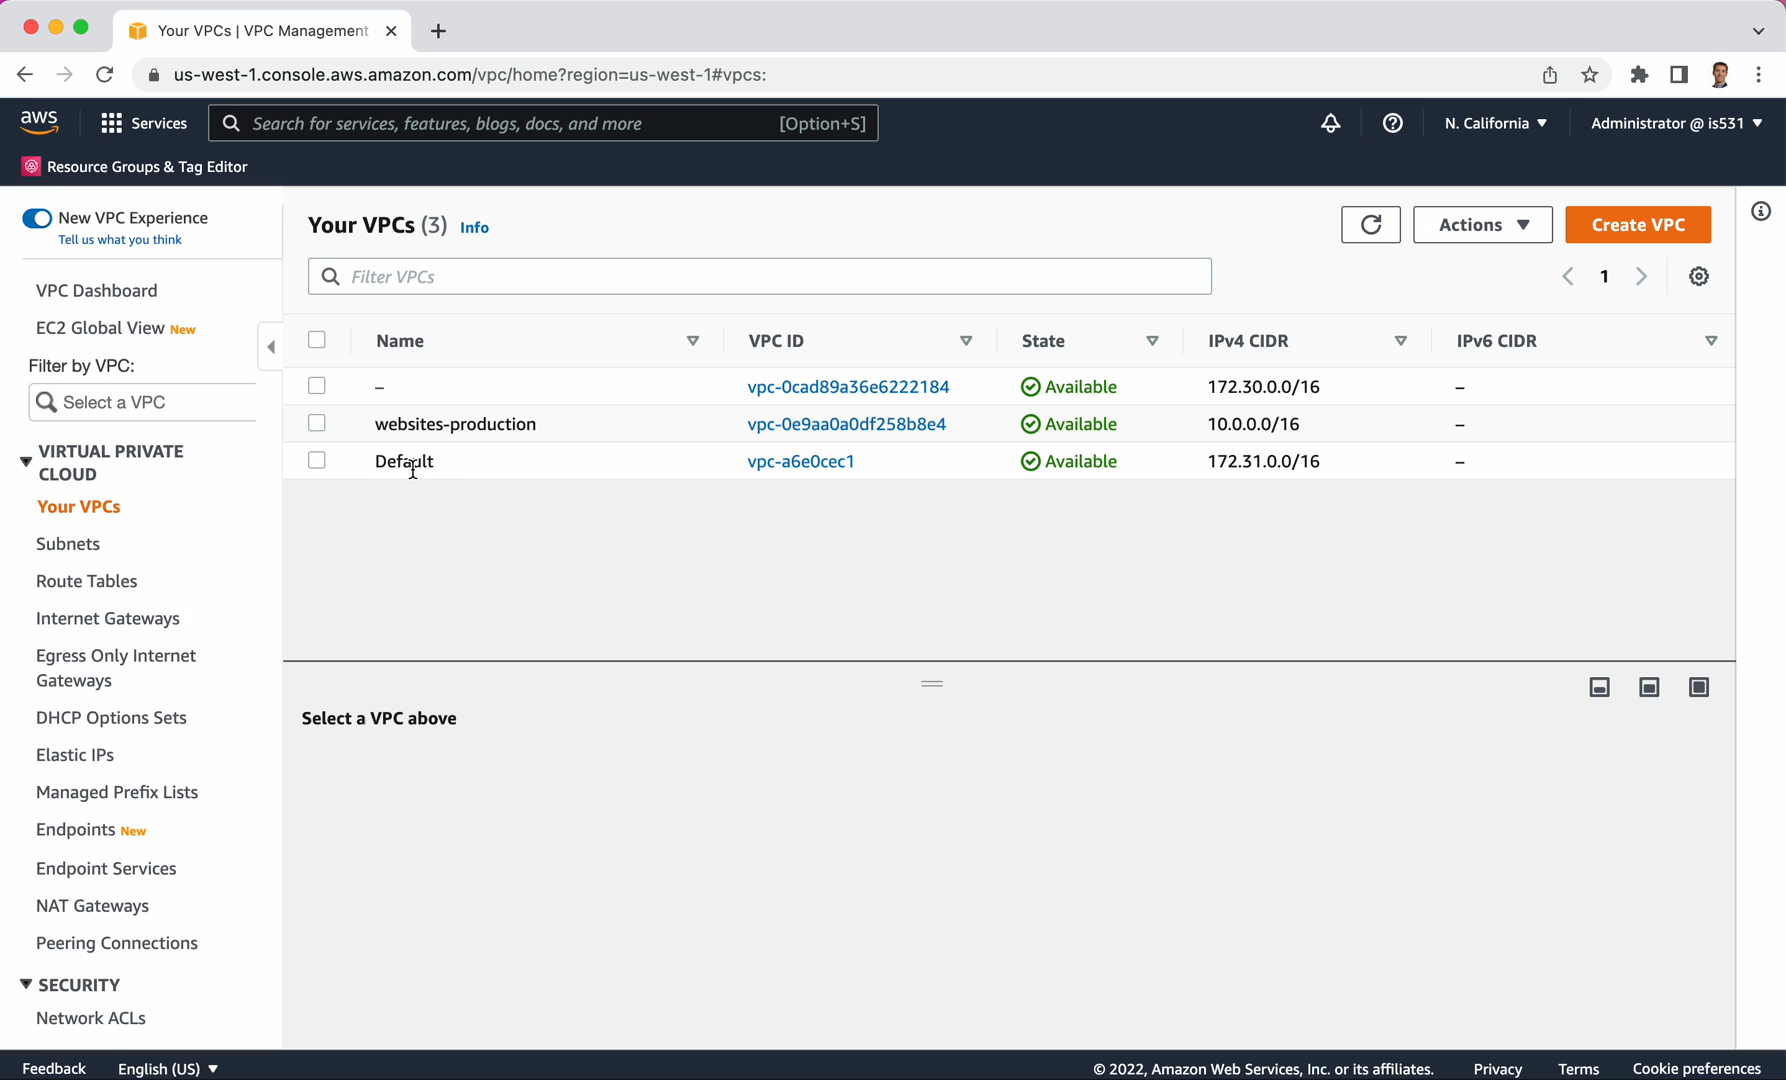 Your VPCs | VPC Management
us-west-1.console.aws.amazon.com/vpc/home?region=us-west-1#vpcs:
aws
Services
Search for services, features, blogs, docs, and more
[Option+S]
N. California
Administrator @ is531
Resource Groups & Tag Editor
New VPC Experience
Tell us what you think
VPC Dashboard
EC2 Global View New
Filter by VPC:
Select a VPC
VIRTUAL PRIVATE
CLOUD
Your VPCs
Subnets
Route Tables
Internet Gateways
Egress Only Internet
Gateways
DHCP Options Sets
Elastic IPs
Managed Prefix Lists
Endpoints New
Endpoint Services
NAT Gateways
Peering Connections
SECURITY
Network ACLs
Your VPCs (3) Info
Actions
Create VPC
Filter VPCs
1
Name VPC ID State IPv4 CIDR IPv6 CIDR
– vpc-0cad89a36e6222184 Available 172.30.0.0/16 –
websites-production vpc-0e9aa0a0df258b8e4 Available 10.0.0.0/16 –
Default vpc-a6e0cec1 Available 172.31.0.0/16 –
Select a VPC above
Feedback English (US) © 2022, Amazon Web Services, Inc. or its affiliates. Privacy Terms Cookie preferences